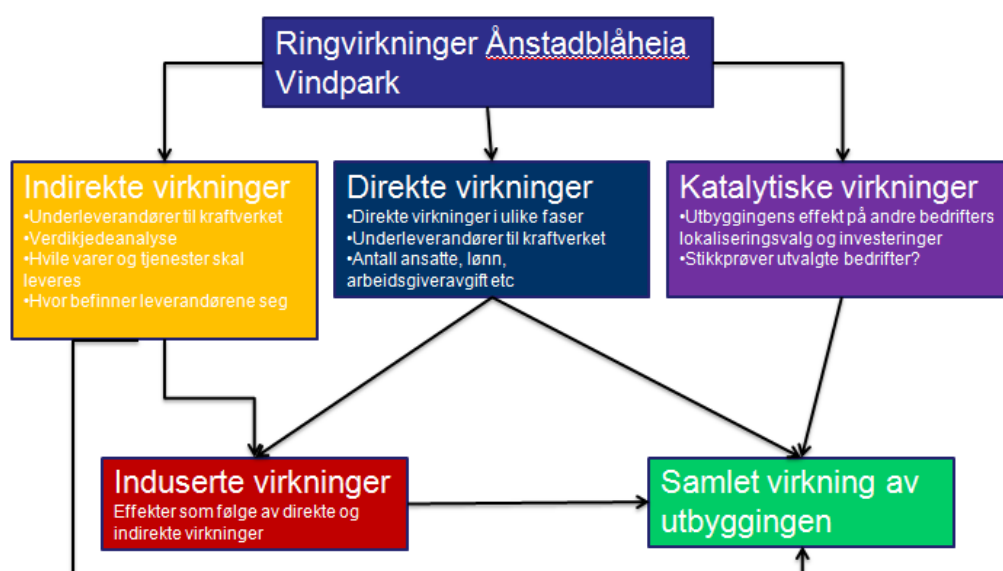 Ringvirkninger Ånstadblåheia
Vindpark
Indirekte virkninger
•Underleverandører til kraftverket
•Verdikjedeanalyse
•Hvile varer og tjenester skal
leveres
•Hvor befinner leverandørene seg
Direkte virkninger
•Direkte virkninger i ulike faser
•Underleverandører til kraftverket
•Antall ansatte, lønn,
arbeidsgiveravgift etc
Katalytiske virkninger
•Utbyggingens effekt på andre bedrifters
lokaliseringsvalg og investeringer
•Stikkprøver utvalgte bedrifter?
Induserte virkninger
Effekter som følge av direkte og
indirekte virkninger
Samlet virkning av
utbyggingen